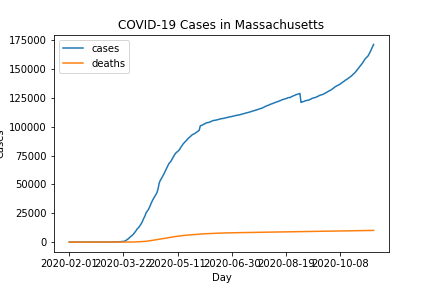 COVID-19 Cases in Massachusetts
cases
deaths
175000
150000
125000
100000
75000
50000
25000
0
cases
2020-02-01 2020-03-22 2020-05-11 2020-06-30 2020-08-19 2020-10-08
Day